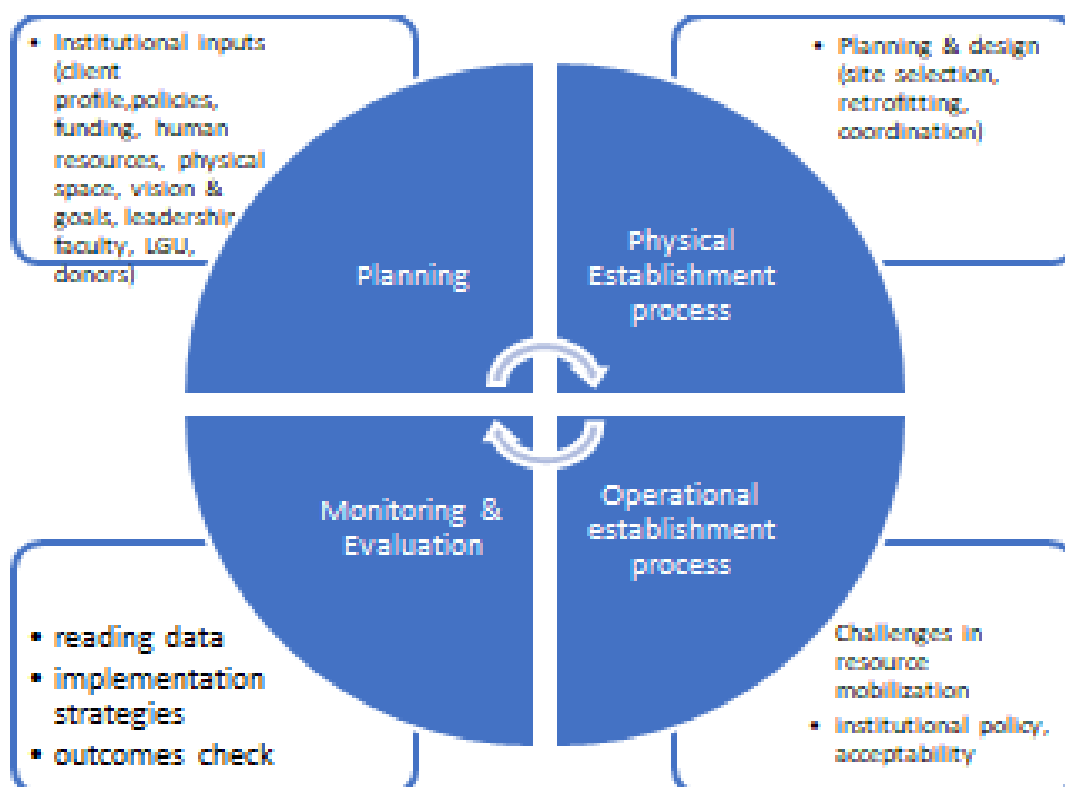 • Institutional inputs
(client
profile,policies,
funding, human
resources, physical
space, vision &
goals, leadership,
faculty, LGU,
donors)
• Planning & design
(site selection,
retrofitting,
coordination)
Planning
Physical
Establishment
process
Monitoring &
Evaluation
Operational
establishment
process
• reading data
• implementation
strategies
• outcomes check
Challenges in
resource
mobilization
• Institutional policy,
acceptability